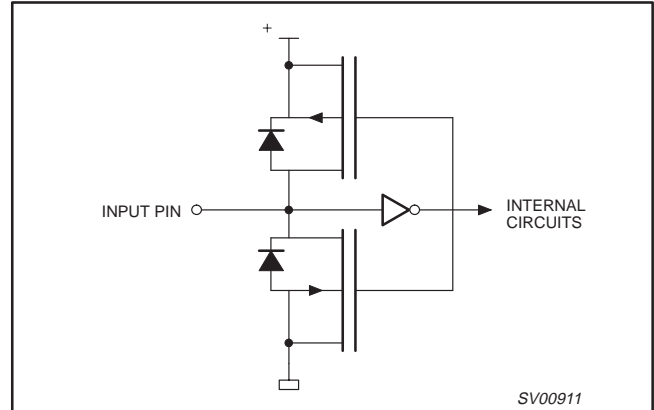 +
INPUT PIN
INTERNAL
CIRCUITS
SV00911